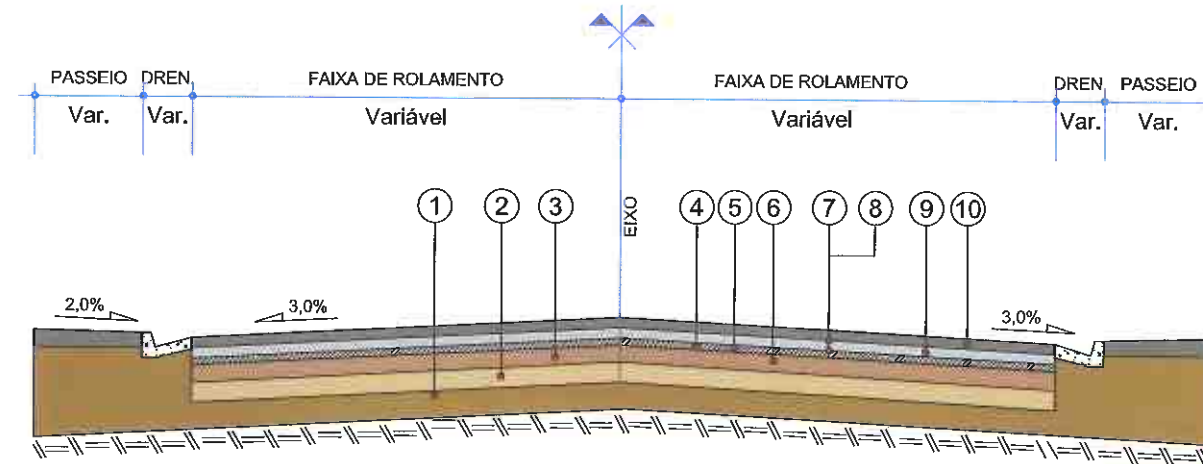 PASSEIO DREN FAIXA DE ROLAMENTO FAIXA DE ROLAMENTO DREN PASSEIO
Var. Var. Variável Variável Var. Var.
1 2 3 EIXO 4 5 6 7 8 9 10
2,0% 3,0% 3,0%